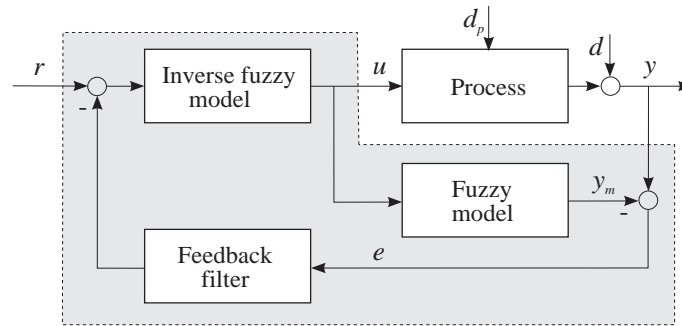 d_p
d
r
Inverse fuzzy
model
u
Process
y
-
Fuzzy
model
y_m
-
Feedback
filter
e